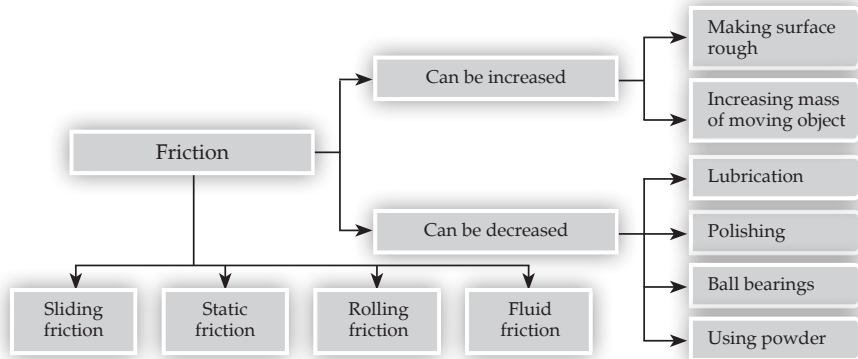 Making surface
rough
Can be increased
Increasing mass
of moving object
Friction
Lubrication
Can be decreased
Polishing
Sliding
friction
Static
friction
Rolling
friction
Fluid
friction
Ball bearings
Using powder